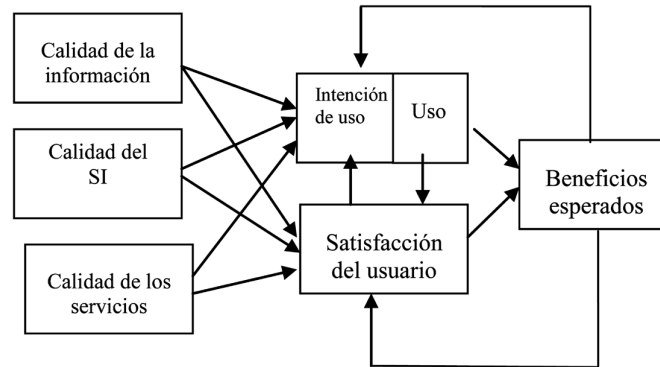 Calidad de la
información
Calidad del
SI
Calidad de los
servicios
Intención
de uso
Uso
Satisfacción
del usuario
Beneficios
esperados